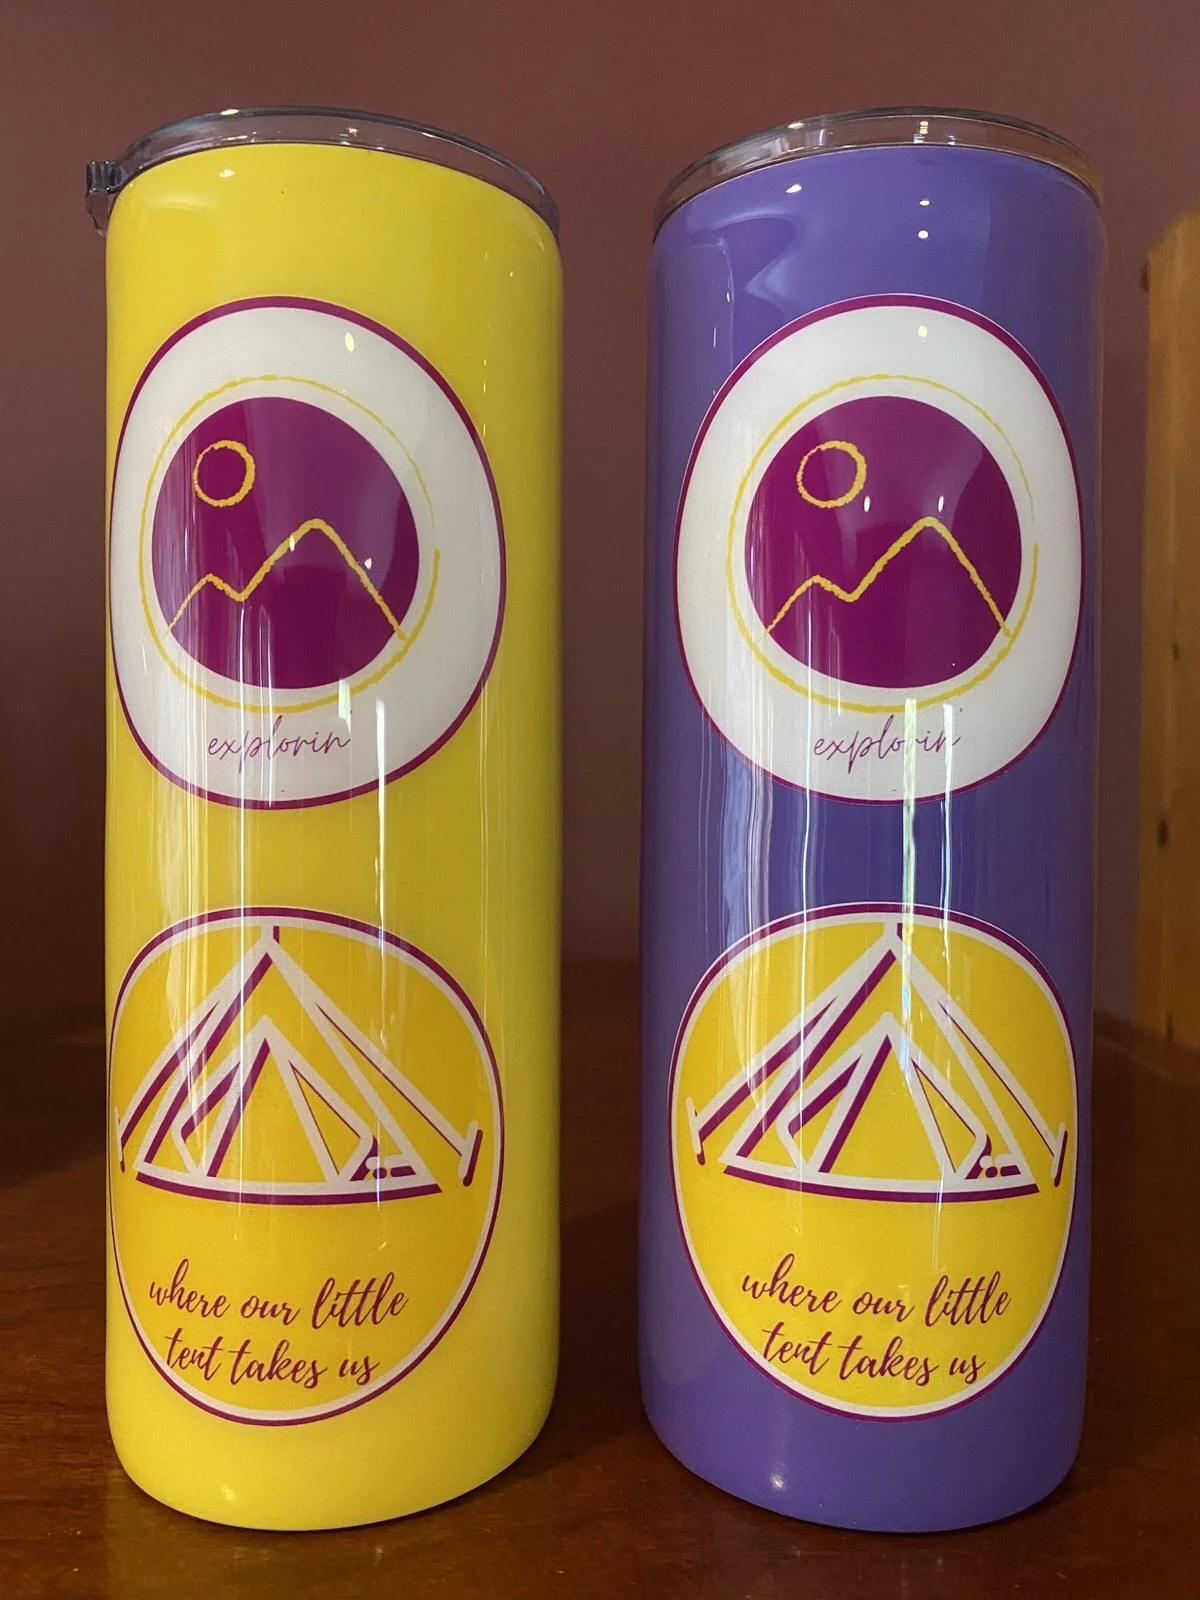 explorin'
where our little
tent takes us
explorin'
where our little
tent takes us